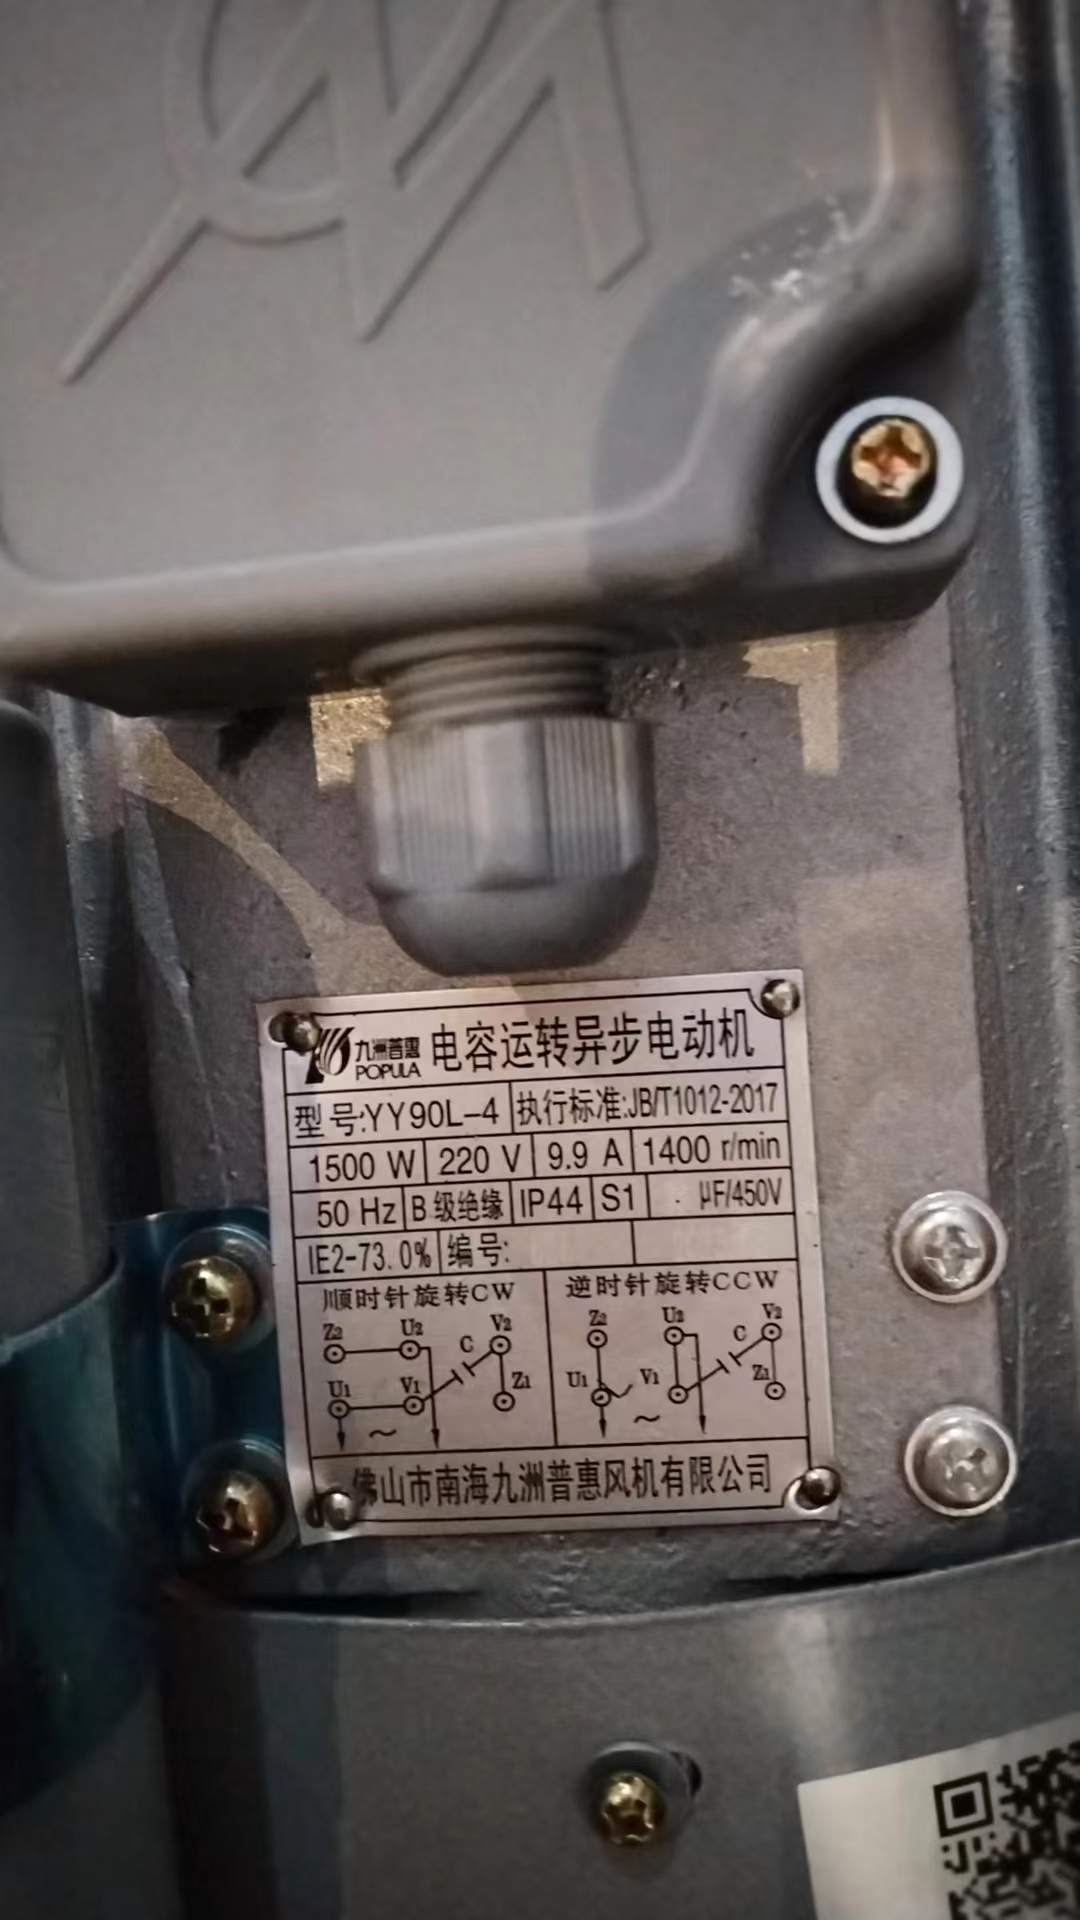 九洲普惠 POPULA 电容运转异步电动机
型号:YY90L-4 执行标准:JB/T1012-2017
1500 W 220 V 9.9 A 1400 r/min
50 Hz B 级绝缘 IP44 S1 μF/450V
IE2-73.0% 编号:
顺时针旋转CW 逆时针旋转CCW
Z2 U2 C V2 Z2 U2 C V2
U1 V1 Z1 U1 V1 Z1
~ ~
佛山市南海九洲普惠风机有限公司